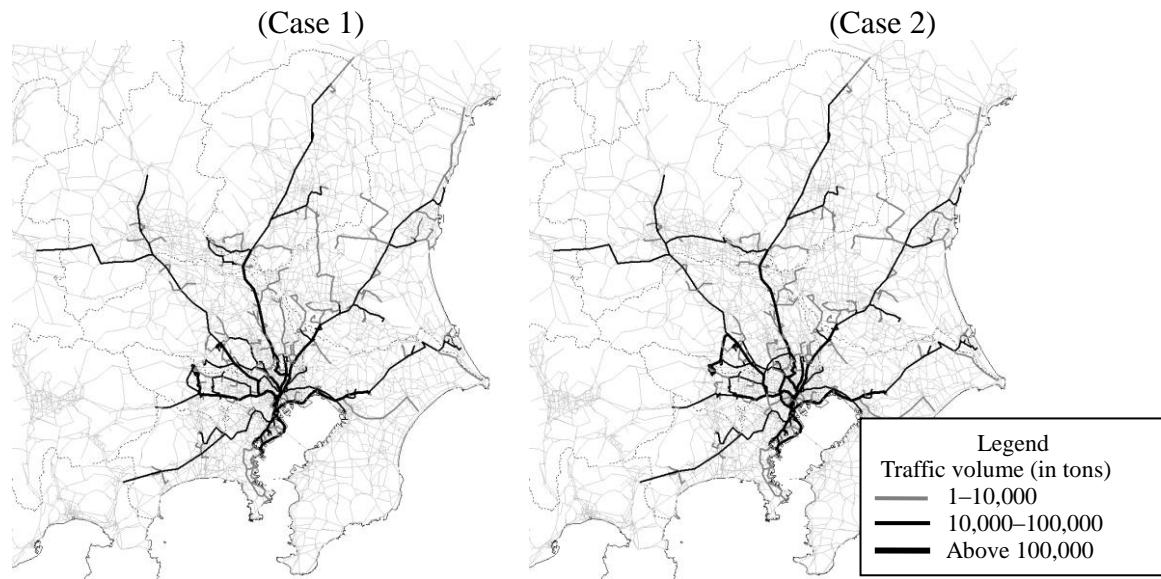 (Case 1)
(Case 2)
Legend
Traffic volume (in tons)
1–10,000
10,000–100,000
Above 100,000